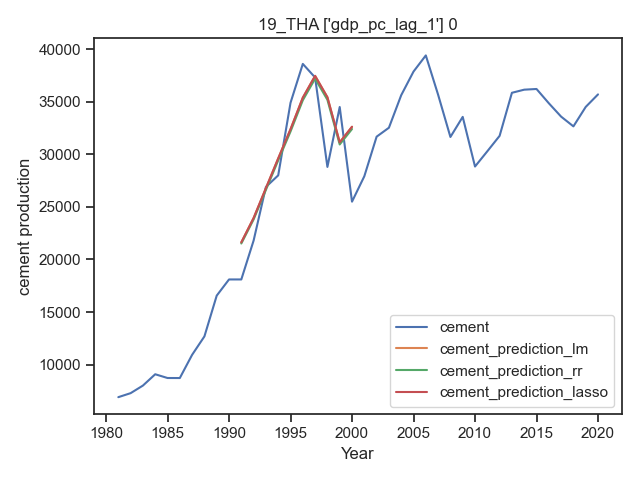 19_THA ['gdp_pc_lag_1'] 0
cement production
40000
35000
30000
25000
20000
15000
10000
1980 1985 1990 1995 2000 2005 2010 2015 2020
Year
cement
cement_prediction_lm
cement_prediction_rr
cement_prediction_lasso